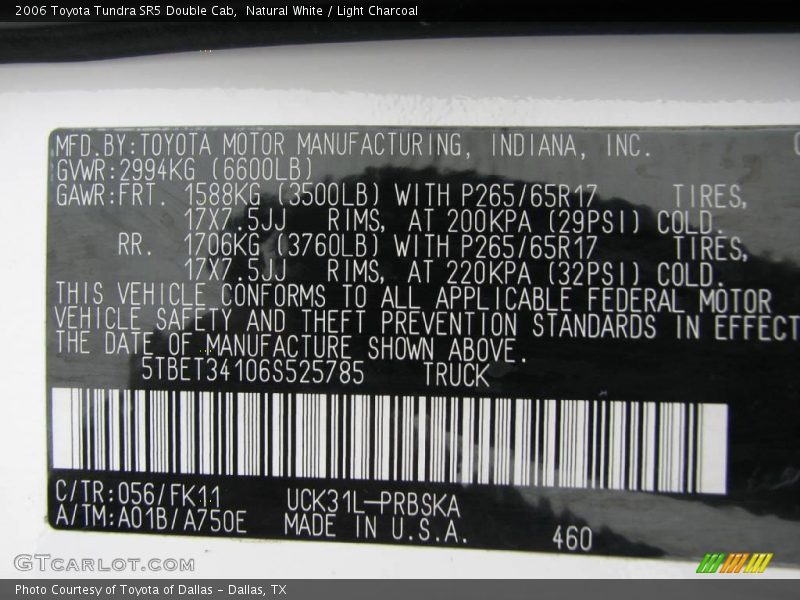 2006 Toyota Tundra SR5 Double Cab, Natural White / Light Charcoal
MFD.BY:TOYOTA MOTOR MANUFACTURING, INDIANA, INC.
GVWR:2994KG (6600LB)
GAWR:FRT. 1588KG (3500LB) WITH P265/65R17 TIRES,
17X7.5JJ RIMS, AT 200KPA (29PSI) COLD.
RR. 1706KG (3760LB) WITH P265/65R17 TIRES,
17X7.5JJ RIMS, AT 220KPA (32PSI) COLD.
THIS VEHICLE CONFORMS TO ALL APPLICABLE FEDERAL MOTOR
VEHICLE SAFETY AND THEFT PREVENTION STANDARDS IN EFFECT
THE DATE OF MANUFACTURE SHOWN ABOVE.
5TBET34106S525785 TRUCK
C/TR:056/FK11 UCK31L-PRBSKA
A/TM:A01B/A750E MADE IN U.S.A. 460
GTcarlot.com
Photo Courtesy of Toyota of Dallas - Dallas, TX